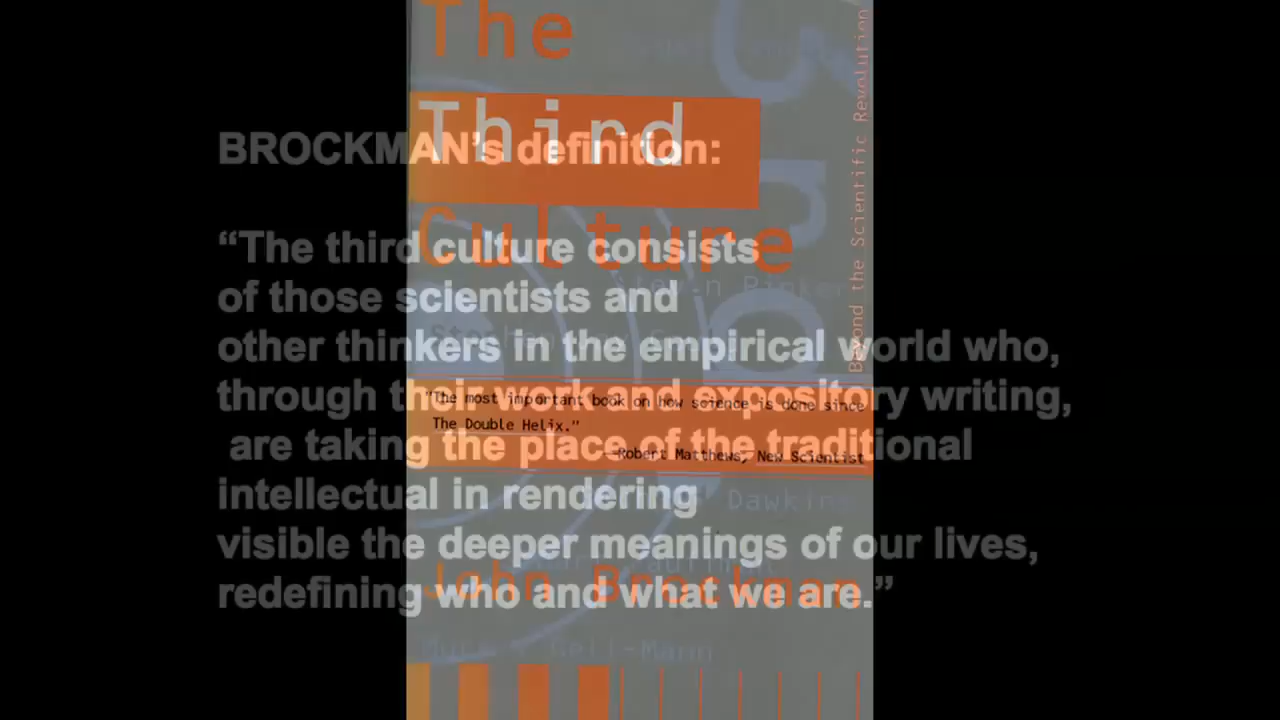 The
Third
Culture
Beyond the Scientific Revolution
BROCKMAN's definition:
“The third culture consists
of those scientists and
other thinkers in the empirical world who,
through their work and expository writing,
are taking the place of the traditional
intellectual in rendering
visible the deeper meanings of our lives,
redefining who and what we are.”
"The most important book on how science is done since
The Double Helix."
—Robert Matthews, New Scientist
John Brockman
Gell-Mann